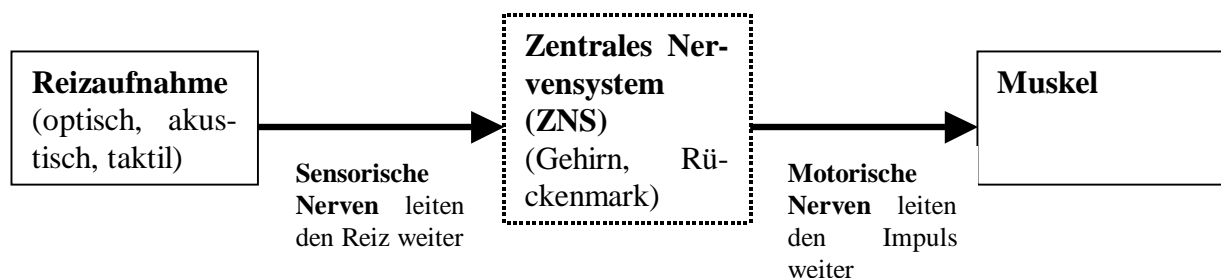 Reizaufnahme
(optisch, akus-
tisch, taktil)
Sensorische
Nerven leiten
den Reiz weiter
Zentrales Ner-
vensystem
(ZNS)
(Gehirn, Rü-
ckenmark)
Motorische
Nerven leiten
den Impuls
weiter
Muskel